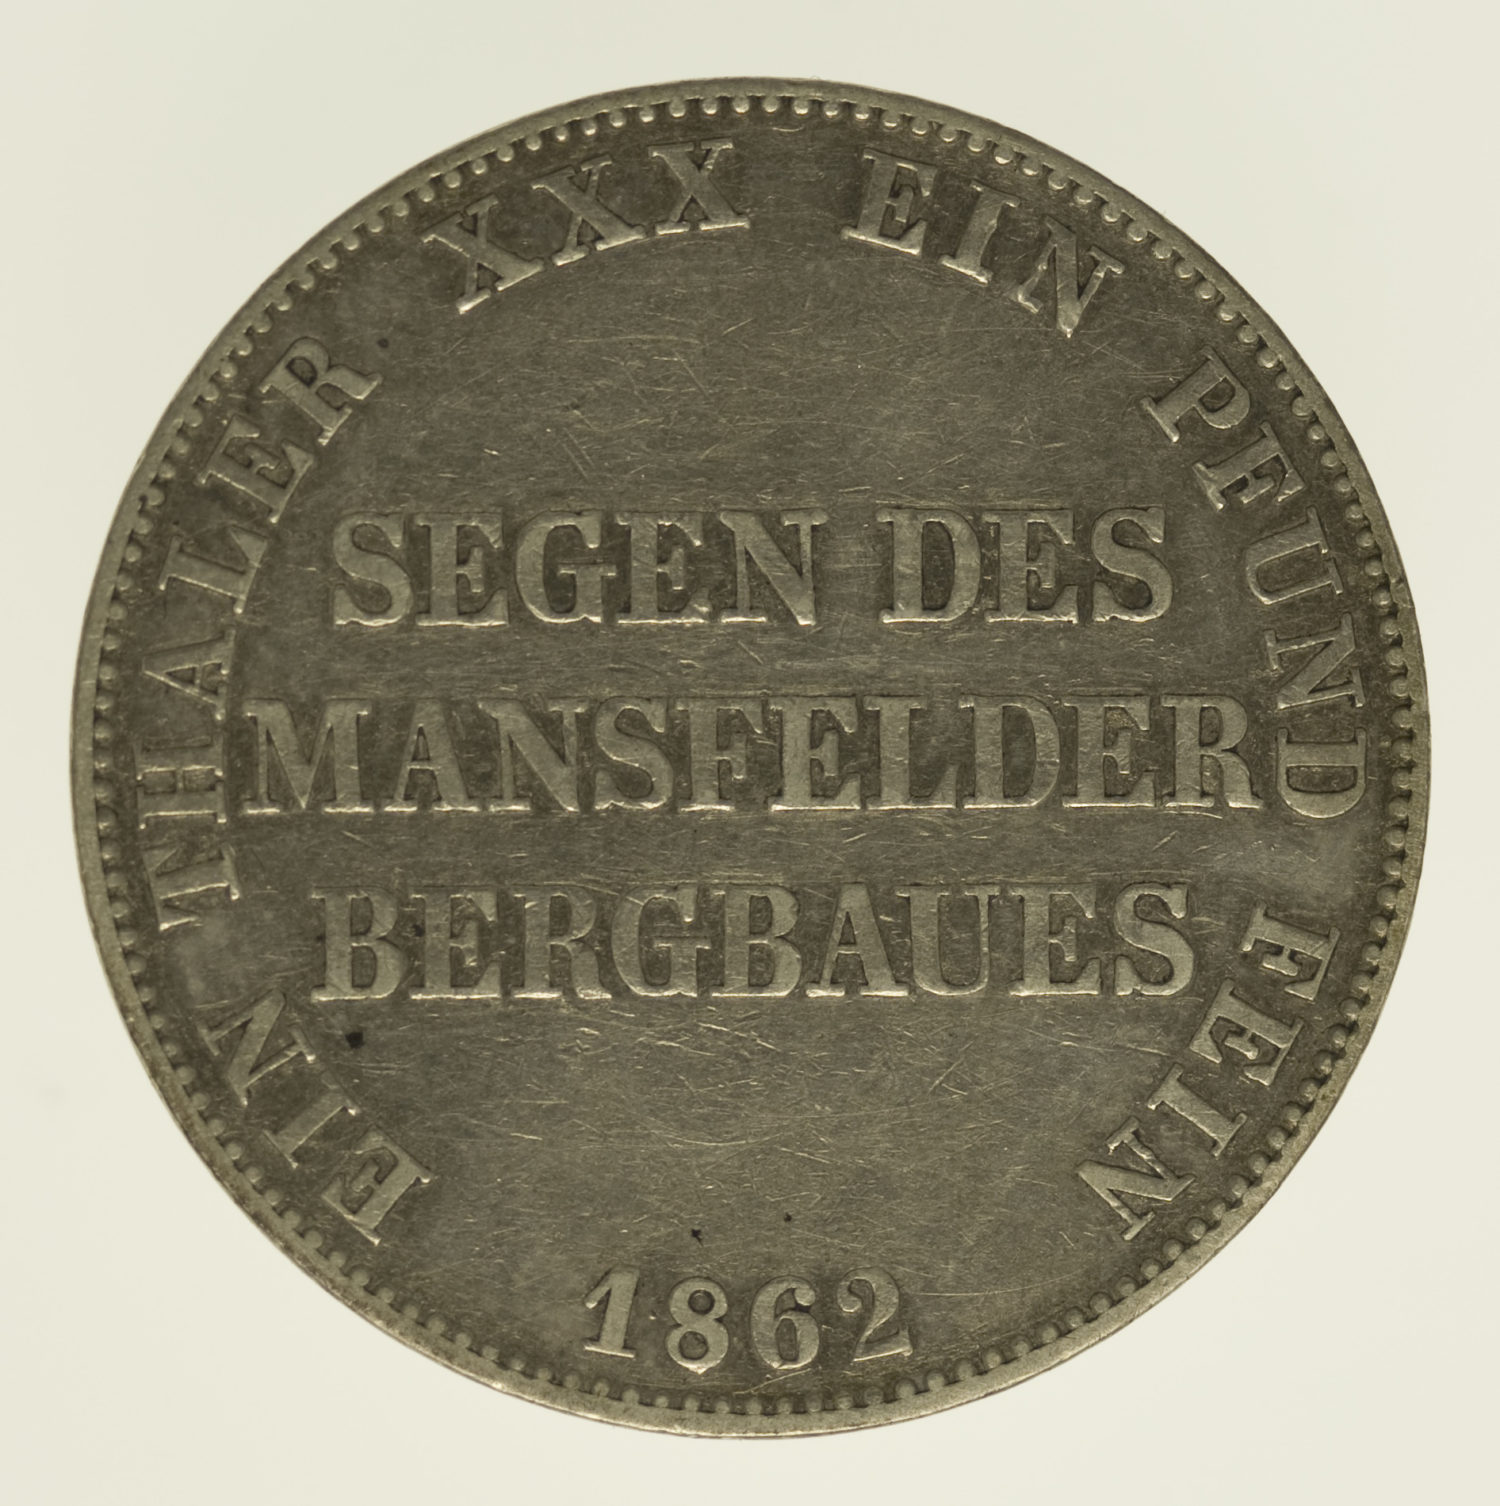 EIN THALER XXX EIN PFUND FEIN
SEGEN DES
MANSFELDER
BERGBAUES
1862